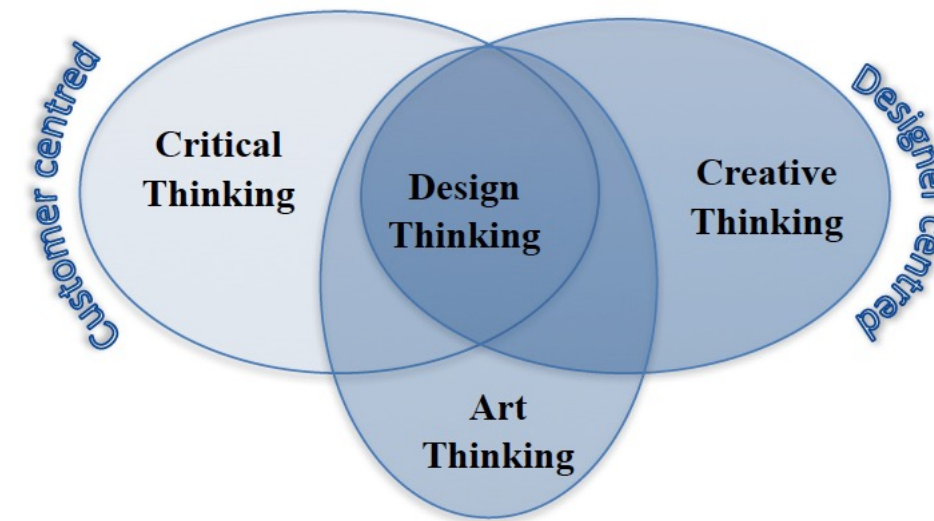 Customer centred
Critical
Thinking
Design
Thinking
Creative
Thinking
Designer centred
Art
Thinking